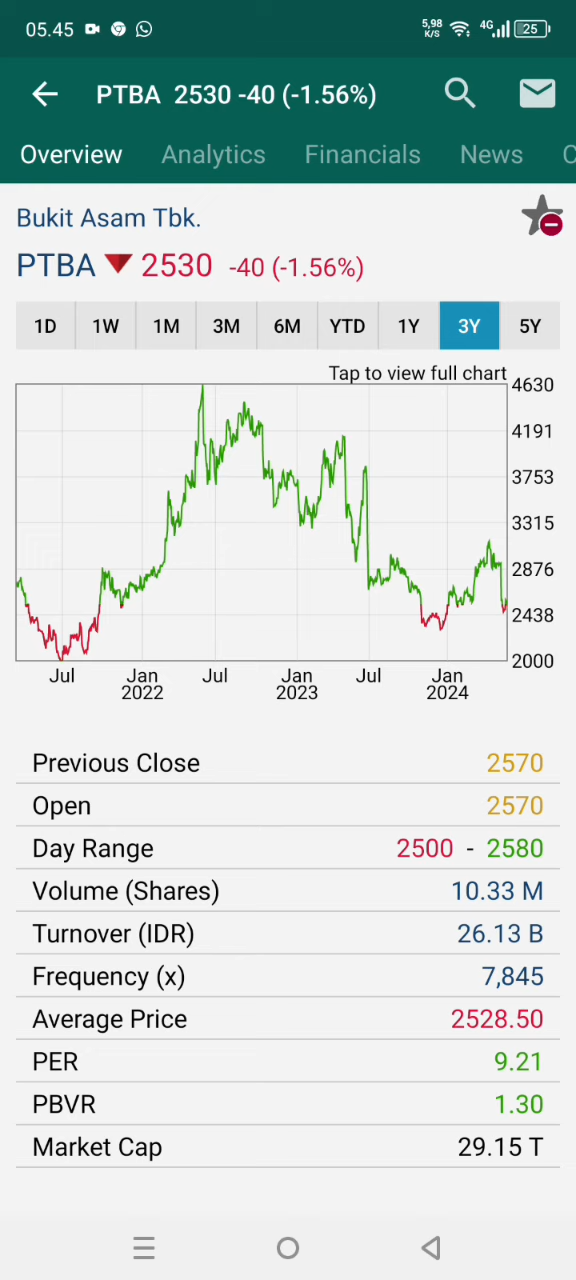 05.45 5,98 K/S 4G 25
PTBA 2530 -40 (-1.56%)
Overview Analytics Financials News C
Bukit Asam Tbk.
PTBA 2530 -40 (-1.56%)
1D 1W 1M 3M 6M YTD 1Y 3Y 5Y
Tap to view full chart
4630
4191
3753
3315
2876
2438
2000
Jul Jan Jul Jan Jul Jan
2022 2023 2024
Previous Close 2570
Open 2570
Day Range 2500 - 2580
Volume (Shares) 10.33 M
Turnover (IDR) 26.13 B
Frequency (x) 7,845
Average Price 2528.50
PER 9.21
PBVR 1.30
Market Cap 29.15 T